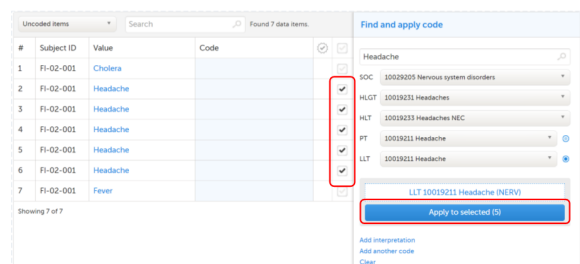 Uncoded items Search Found 7 data items.
# Subject ID Value Code
1 FI-02-001 Cholera
2 FI-02-001 Headache
3 FI-02-001 Headache
4 FI-02-001 Headache
5 FI-02-001 Headache
6 FI-02-001 Headache
7 FI-02-001 Fever
Showing 7 of 7
Find and apply code
Headache
SOC 10029205 Nervous system disorders
HLGT 10019231 Headaches
HLT 10019233 Headaches NEC
PT 10019211 Headache
LLT 10019211 Headache
LLT 10019211 Headache (NERV)
Apply to selected (5)
Add interpretation
Add another code
Clear